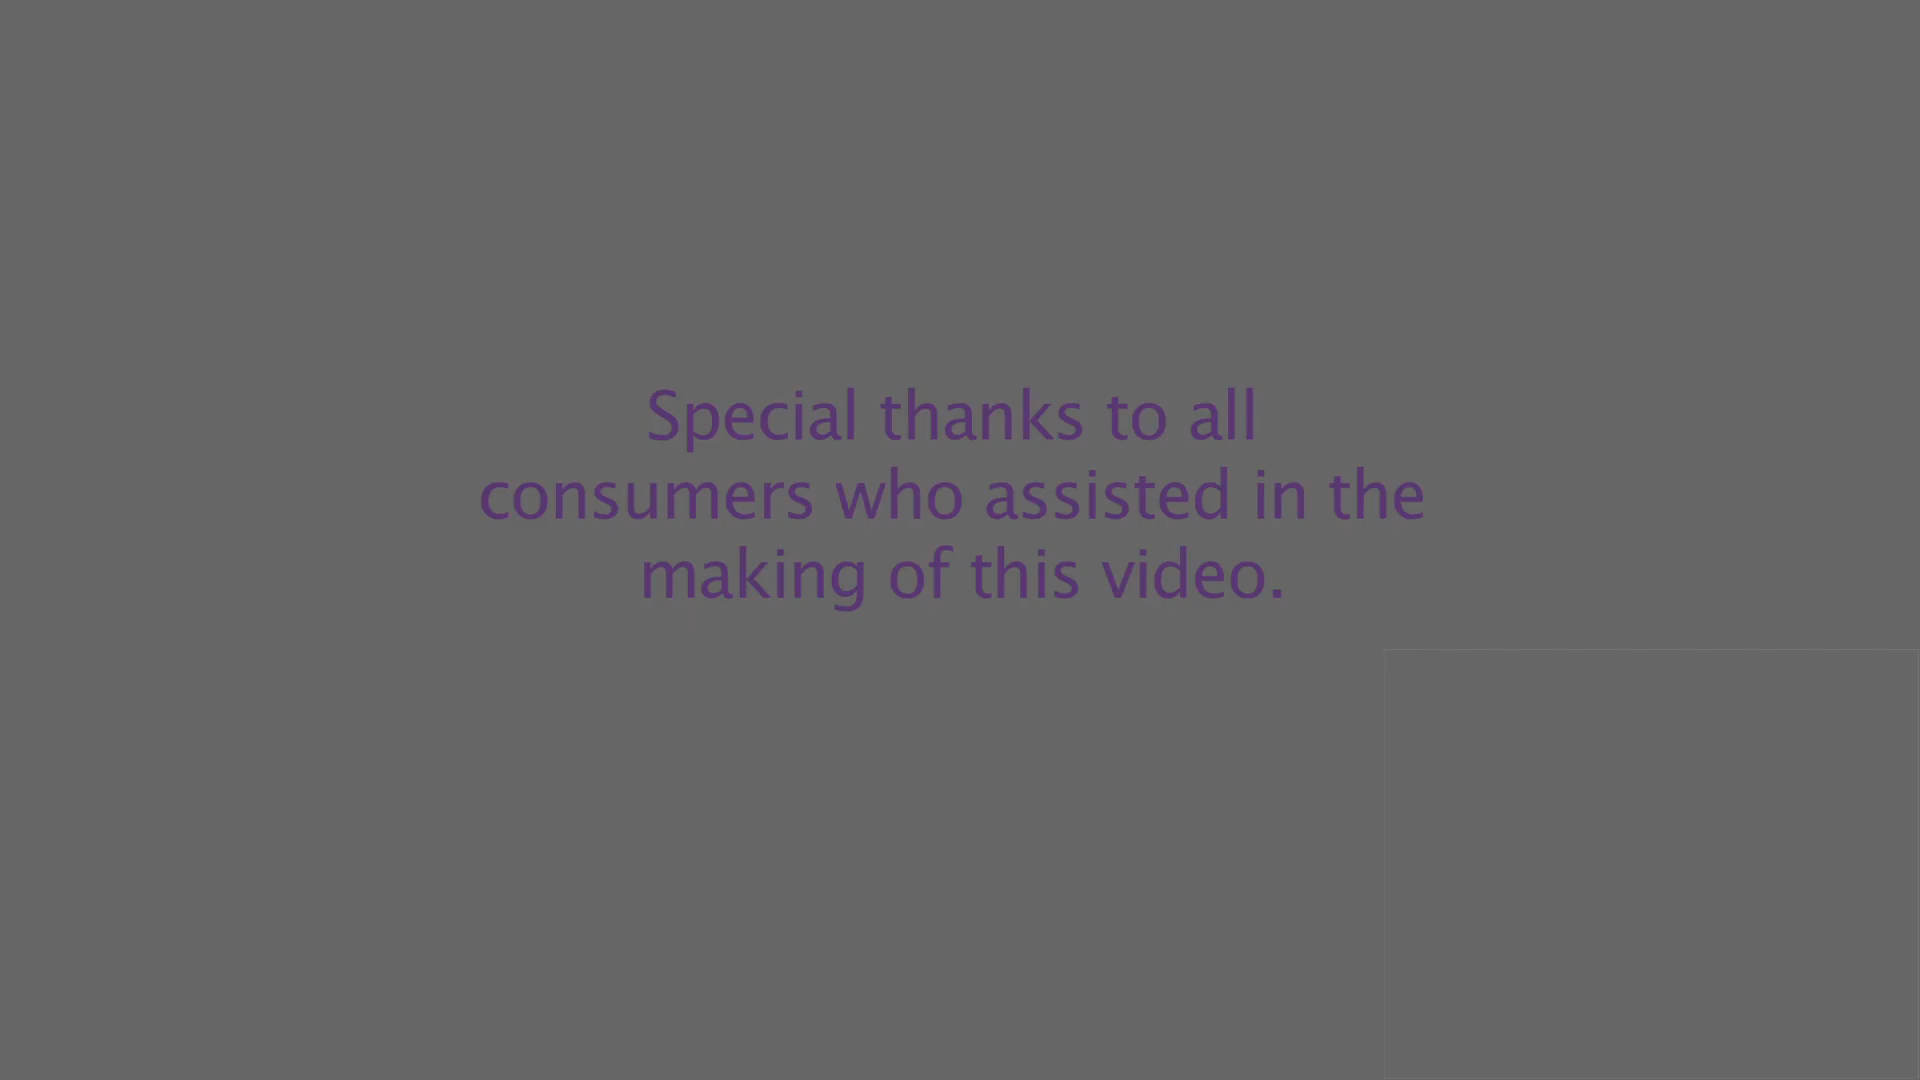 Special thanks to all
consumers who assisted in the
making of this video.